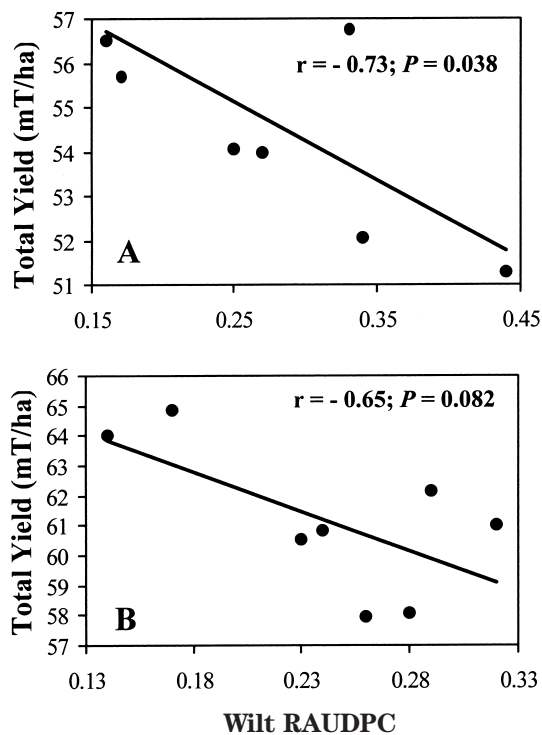 57
56
55
54
53
52
51
Total Yield (mT/ha)
r = - 0.73; P = 0.038
A
0.15 0.25 0.35 0.45
66
65
64
63
62
61
60
59
58
57
Total Yield (mT/ha)
r = - 0.65; P = 0.082
B
0.13 0.18 0.23 0.28 0.33
Wilt RAUDPC